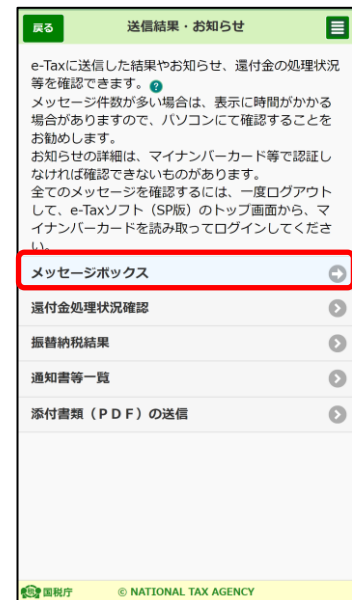 戻る 送信結果・お知らせ
e-Taxに送信した結果やお知らせ、還付金の処理状況
等を確認できます。?
メッセージ件数が多い場合は、表示に時間がかかる
場合がありますので、パソコンにて確認することを
お勧めします。
お知らせの詳細は、マイナンバーカード等で認証し
なければ確認できないものがあります。
全てのメッセージを確認するには、一度ログアウト
して、e-Taxソフト（SP版）のトップ画面から、マ
イナンバーカードを読み取ってログインしてくださ
い。
メッセージボックス
還付金処理状況確認
振替納税結果
通知書等一覧
添付書類（ＰＤＦ）の送信
国税庁 © NATIONAL TAX AGENCY